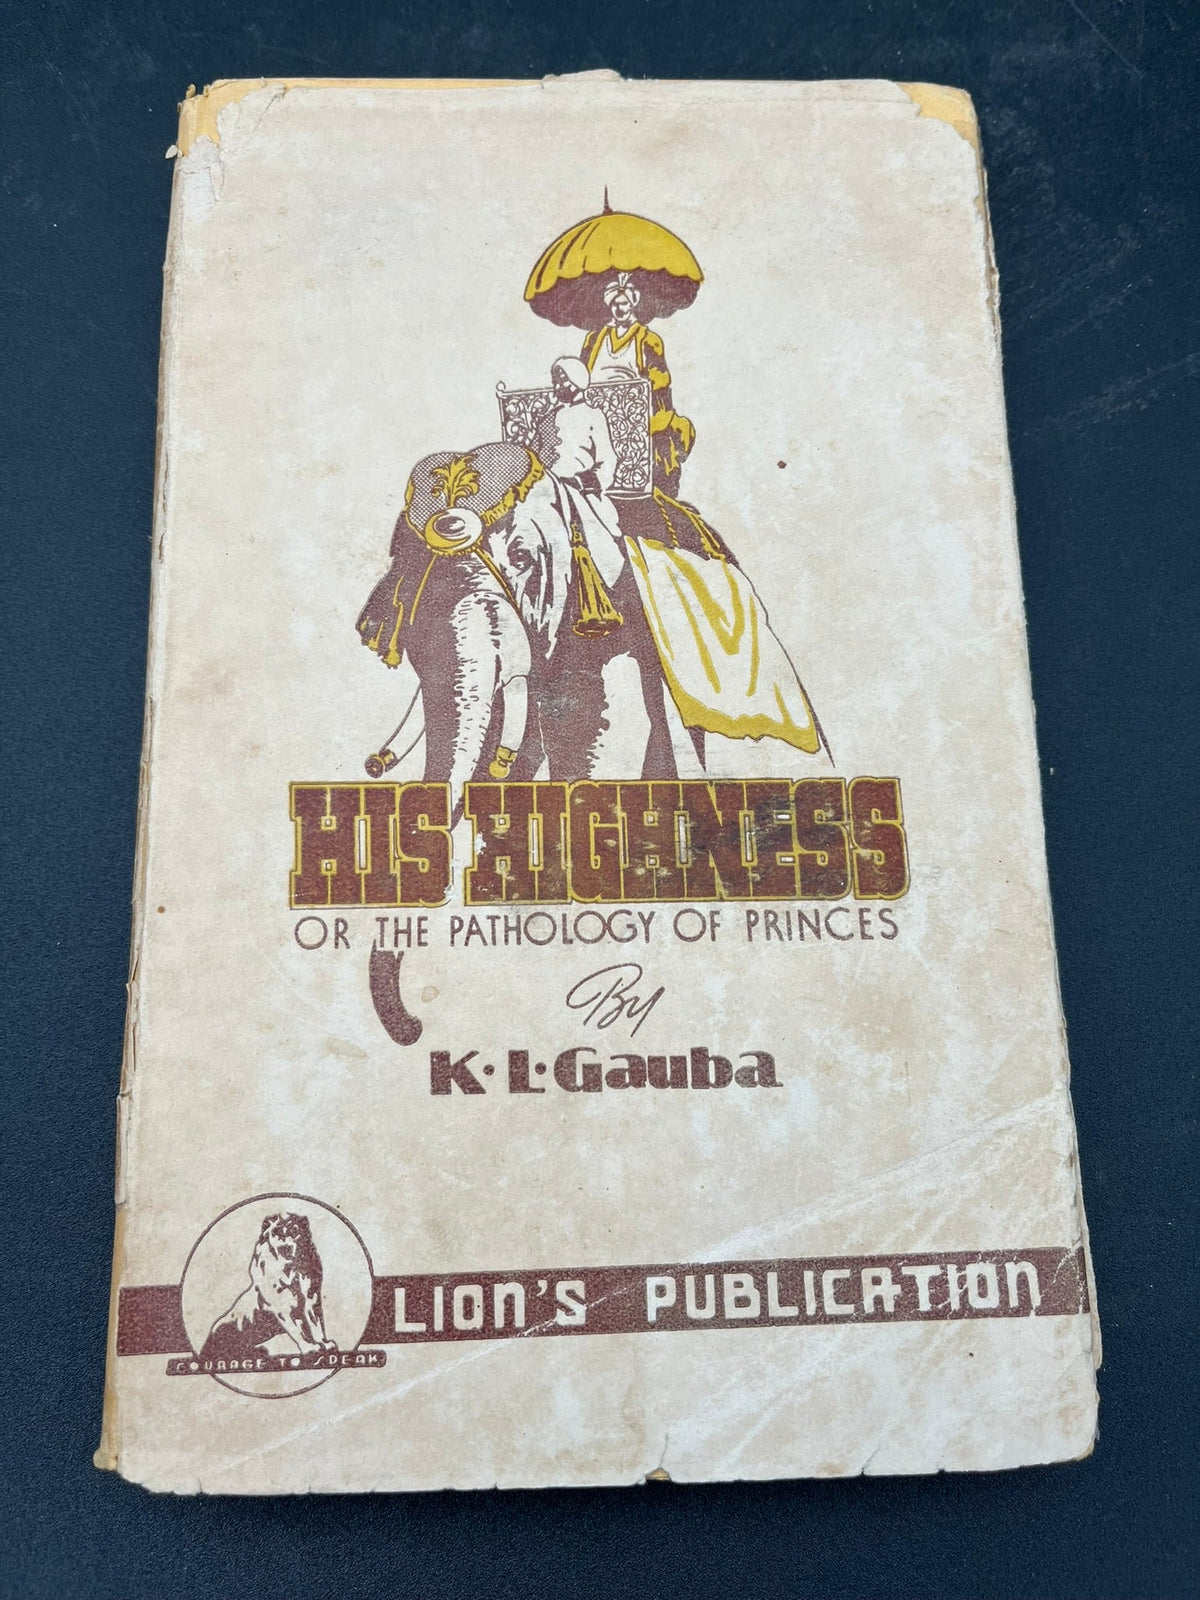 HIS HIGHNESS
OR THE PATHOLOGY OF PRINCES
By
K·L·Gauba
LION'S PUBLICATION
COURAGE TO SPEAK